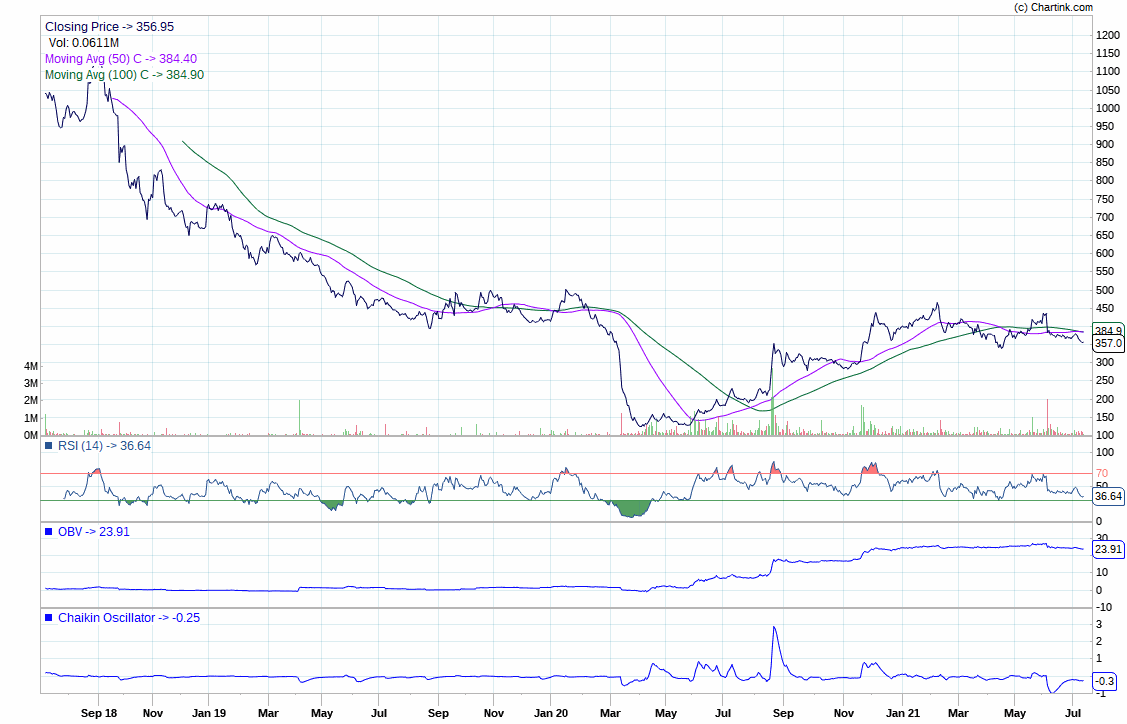 (c) Chartink.com
Closing Price -> 356.95
Vol: 0.0611M
Moving Avg (50) C -> 384.40
Moving Avg (100) C -> 384.90
1200
1150
1100
1050
1000
950
900
850
800
750
700
650
600
550
500
450
384.9
357.0
300
250
200
150
100
4M
3M
2M
1M
0M
RSI (14) -> 36.64
100
70
50
36.64
0
OBV -> 23.91
30
23.91
10
0
-10
Chaikin Oscillator -> -0.25
3
2
1
-0.3
-1
Sep 18 Nov Jan 19 Mar May Jul Sep Nov Jan 20 Mar May Jul Sep Nov Jan 21 Mar May Jul